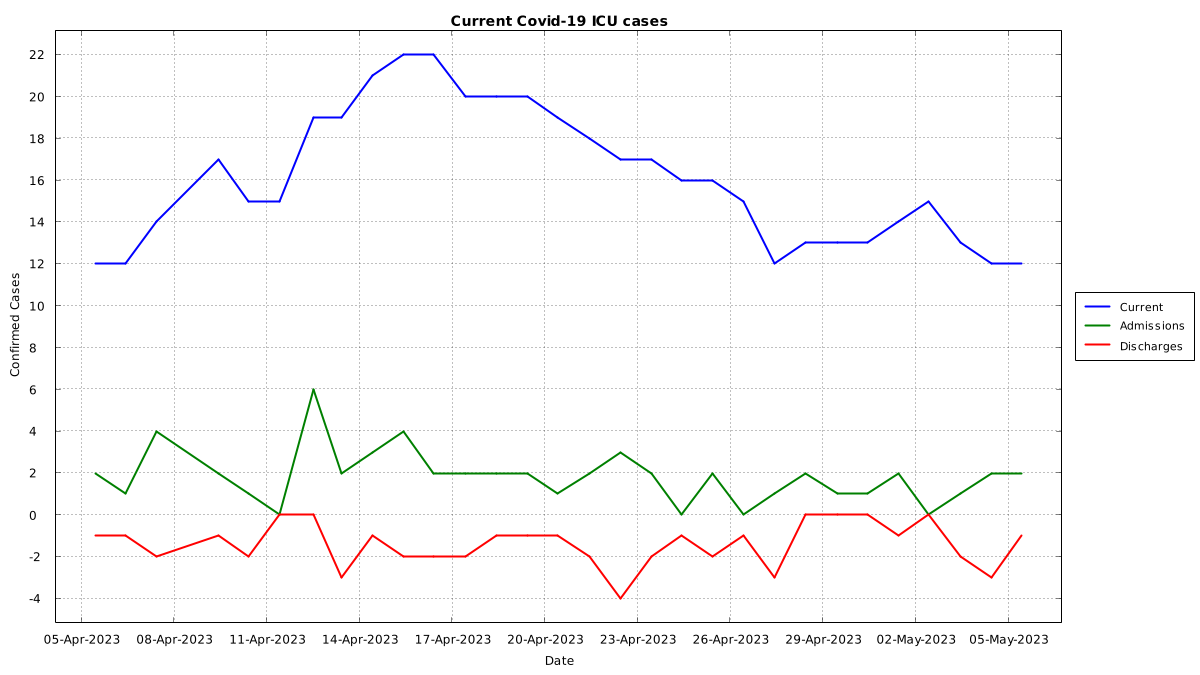 Current Covid-19 ICU cases
22
20
18
16
14
12
10
8
6
4
2
0
-2
-4
Confirmed Cases
05-Apr-2023 08-Apr-2023 11-Apr-2023 14-Apr-2023 17-Apr-2023 20-Apr-2023 23-Apr-2023 26-Apr-2023 29-Apr-2023 02-May-2023 05-May-2023
Date
Current
Admissions
Discharges